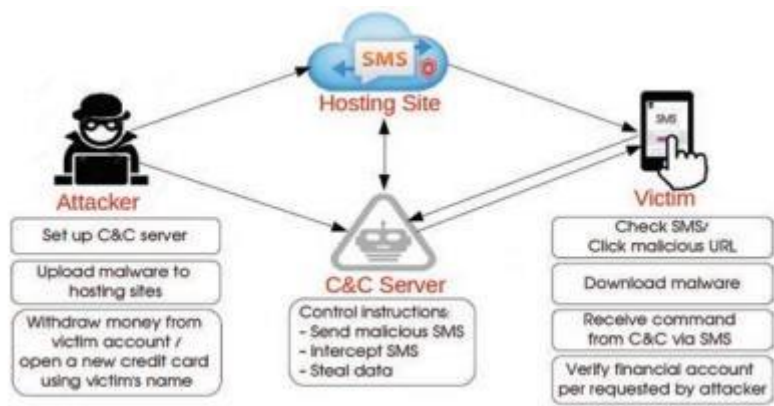 SMS
Hosting Site
SMS
Attacker
Victim
Set up C&C server
Upload malware to
hosting sites
Withdraw money from
victim account /
open a new credit card
using victim's name
C&C Server
Control instructions:
- Send malicious SMS
- Intercept SMS
- Steal data
Check SMS/
Click malicious URL
Download malware
Receive command
from C&C via SMS
Verify financial account
per requested by attacker